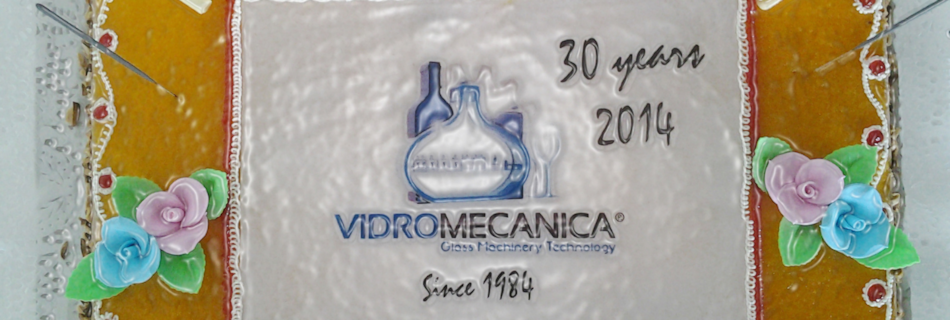 30 years
2014
VIDROMECANICA®
Glass Machinery Technology
Since 1984